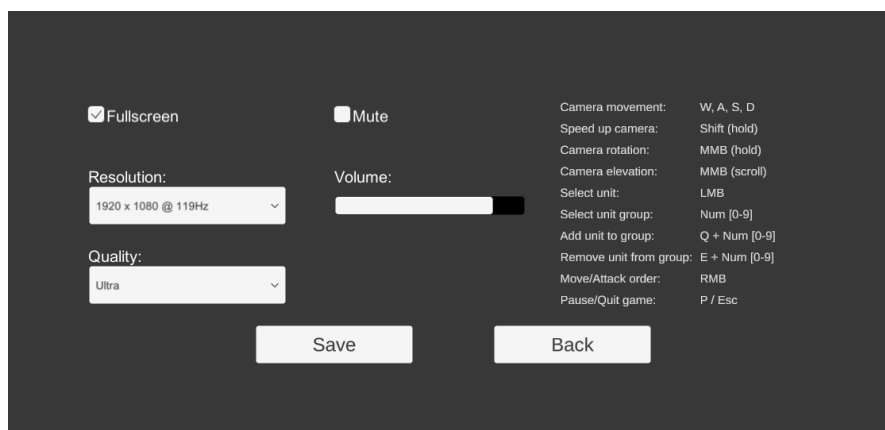 Fullscreen
Mute
Resolution:
1920 x 1080 @ 119Hz
Volume:
Quality:
Ultra
Camera movement: W, A, S, D
Speed up camera: Shift (hold)
Camera rotation: MMB (hold)
Camera elevation: MMB (scroll)
Select unit: LMB
Select unit group: Num [0-9]
Add unit to group: Q + Num [0-9]
Remove unit from group: E + Num [0-9]
Move/Attack order: RMB
Pause/Quit game: P / Esc
Save
Back